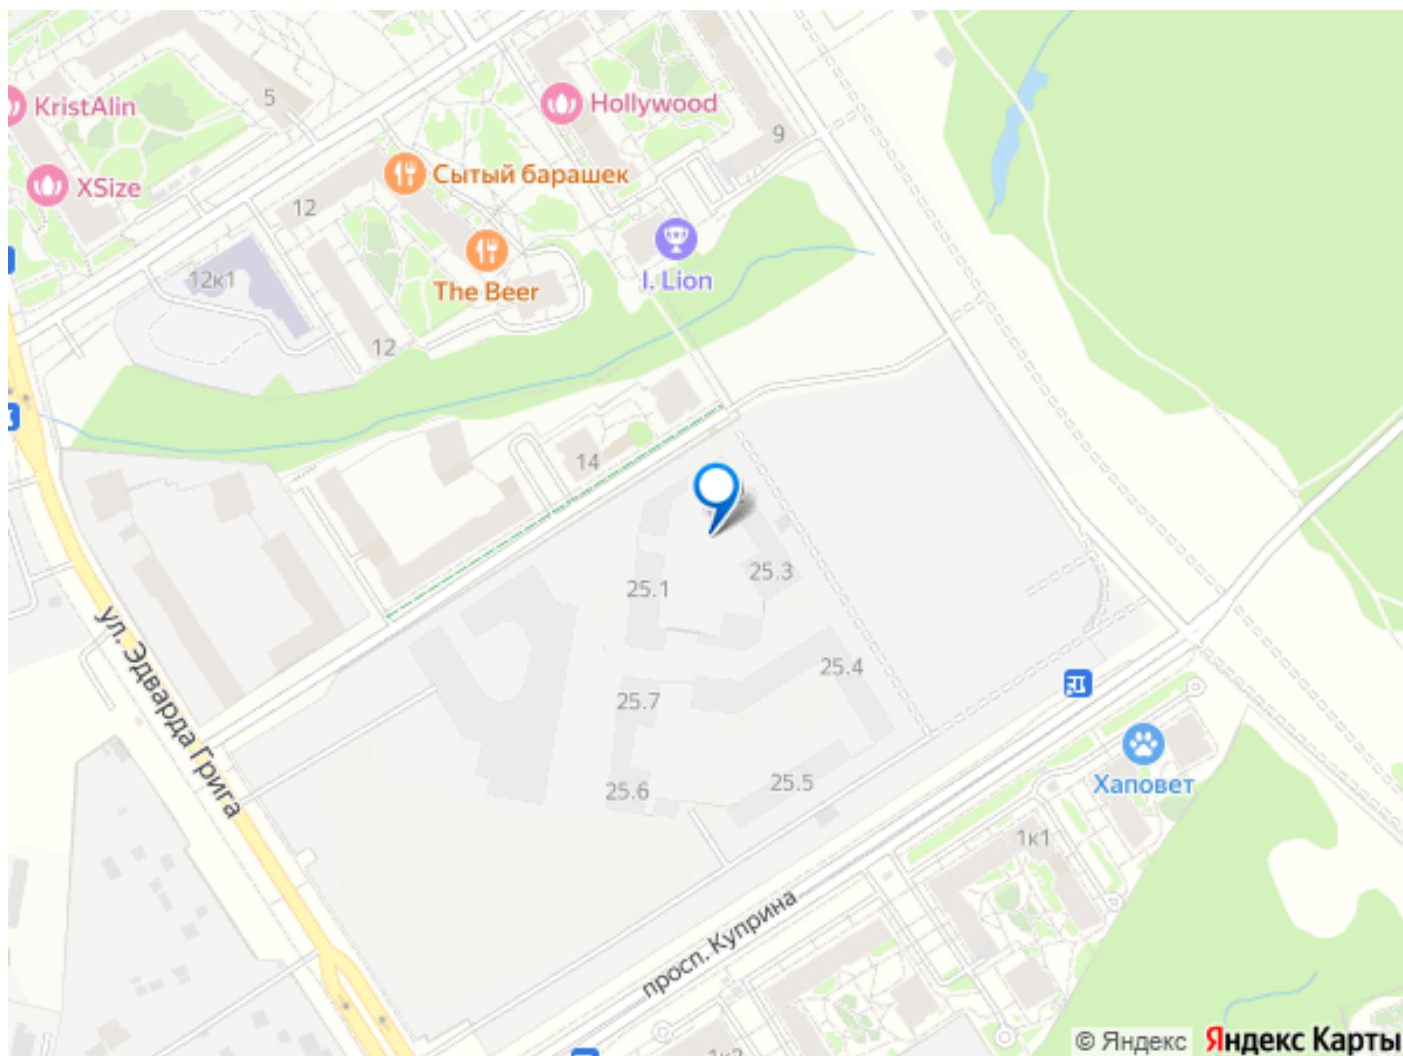 5
KristAlin
Hollywood
9
Сытый барашек
XSize
12
12к1
The Beer
I. Lion
12
14
25.3
25.1
25.4
25.7
ул. Эдварда Грига
25.6
25.5
Хаповет
1к1
просп. Куприна
© Яндекс Яндекс Карты